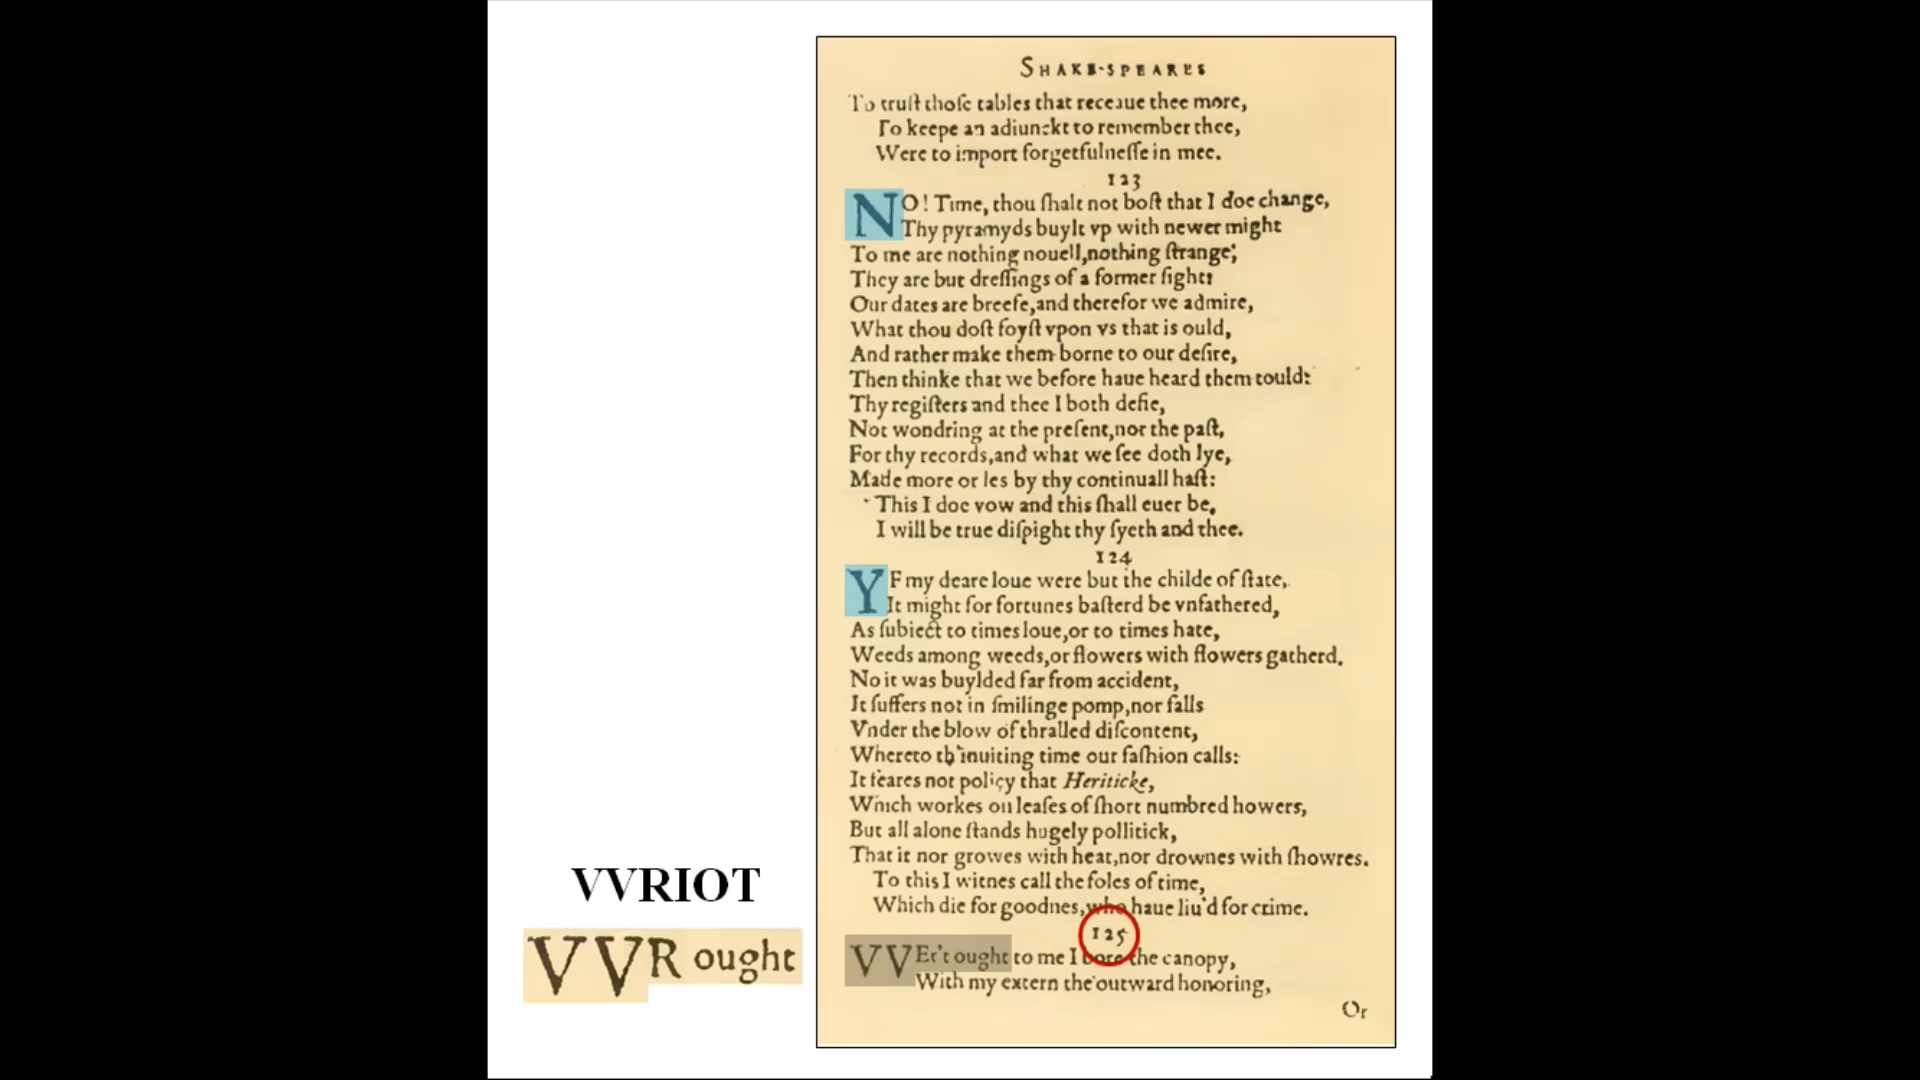 SHAKE-SPEARES
To truſt thoſe tables that receaue thee more,
To keepe an adiunckt to remember thee,
Were to import forgetfulneſſe in mee.
123
NO! Time, thou ſhalt not boſt that I doe change,
Thy pyramyds buylt vp with newer might
To me are nothing nouell,nothing ſtrange;
They are but dreſſings of a former ſight:
Our dates are breefe,and therefor we admire,
What thou doſt foyſt vpon vs that is ould,
And rather make them borne to our deſire,
Then thinke that we before haue heard them tould:
Thy regiſters and thee I both defie,
Not wondring at the preſent,nor the paſt,
For thy records,and what we ſee doth lye,
Made more or les by thy continuall haſt:
This I doe vow and this ſhall euer be,
I will be true diſpight thy ſyeth and thee.
124
YF my deare loue were but the childe of ſtate,
It might for fortunes baſterd be vnfathered,
As ſubiect to times loue,or to times hate,
Weeds among weeds,or flowers with flowers gatherd.
No it was buylded far from accident,
It ſuffers not in ſmilinge pomp,nor falls
Vnder the blow of thralled diſcontent,
Whereto th'inuiting time our faſhion calls:
It feares not policy that Heriticke,
Which workes on leaſes of ſhort numbred howers,
But all alone ſtands hugely pollitick,
That it nor growes with heat,nor drownes with ſhowres.
To this I witnes call the foles of time,
Which die for goodnes,who haue liu'd for crime.
125
VVEr't ought to me I bore the canopy,
With my extern the outward honoring,
Or
VVRIOT
VVR ought